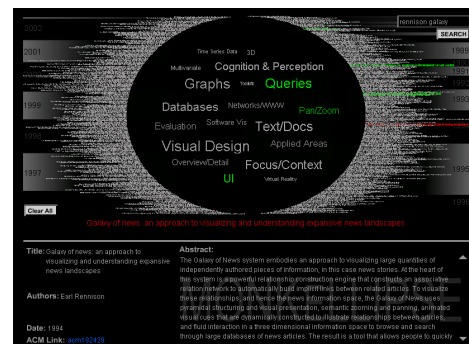 rennison galaxy
2002
SEARCH
2001
1989
Time Series Data
3D
Multivariate
Cognition & Perception
Graphs
Toolkits
Queries
1991
1999
Databases
Networks/WWW
Pan/Zoom
1993
Evaluation
Software Vis
Text/Docs
Visual Design
Applied Areas
Overview/Detail
Focus/Context
1997
1995
UI
Virtual Reality
Clear All
Galaxy of news: an approach to visualizing and understanding expansive news landscapes
Title: Galaxy of news: an approach to
visualizing and understanding expansive
news landscapes
Authors: Earl Rennison
Date: 1994
ACM Link: acm192429
Abstract:
The Galaxy of News system embodies an approach to visualizing large quantities of
independently authored pieces of information, in this case news stories. At the heart of
this system is a powerful relationship construction engine that constructs an associative
relation network to automatically build implicit links between related articles. To visualize
these relationships, and hence the news information space, the Galaxy of News uses
pyramidal structuring and visual presentation, semantic zooming and panning, animated
visual cues that are dynamically constructed to illustrate relationships between articles,
and fluid interaction in a three dimensional information space to browse and search
through large databases of news articles. The result is a tool that allows people to quickly